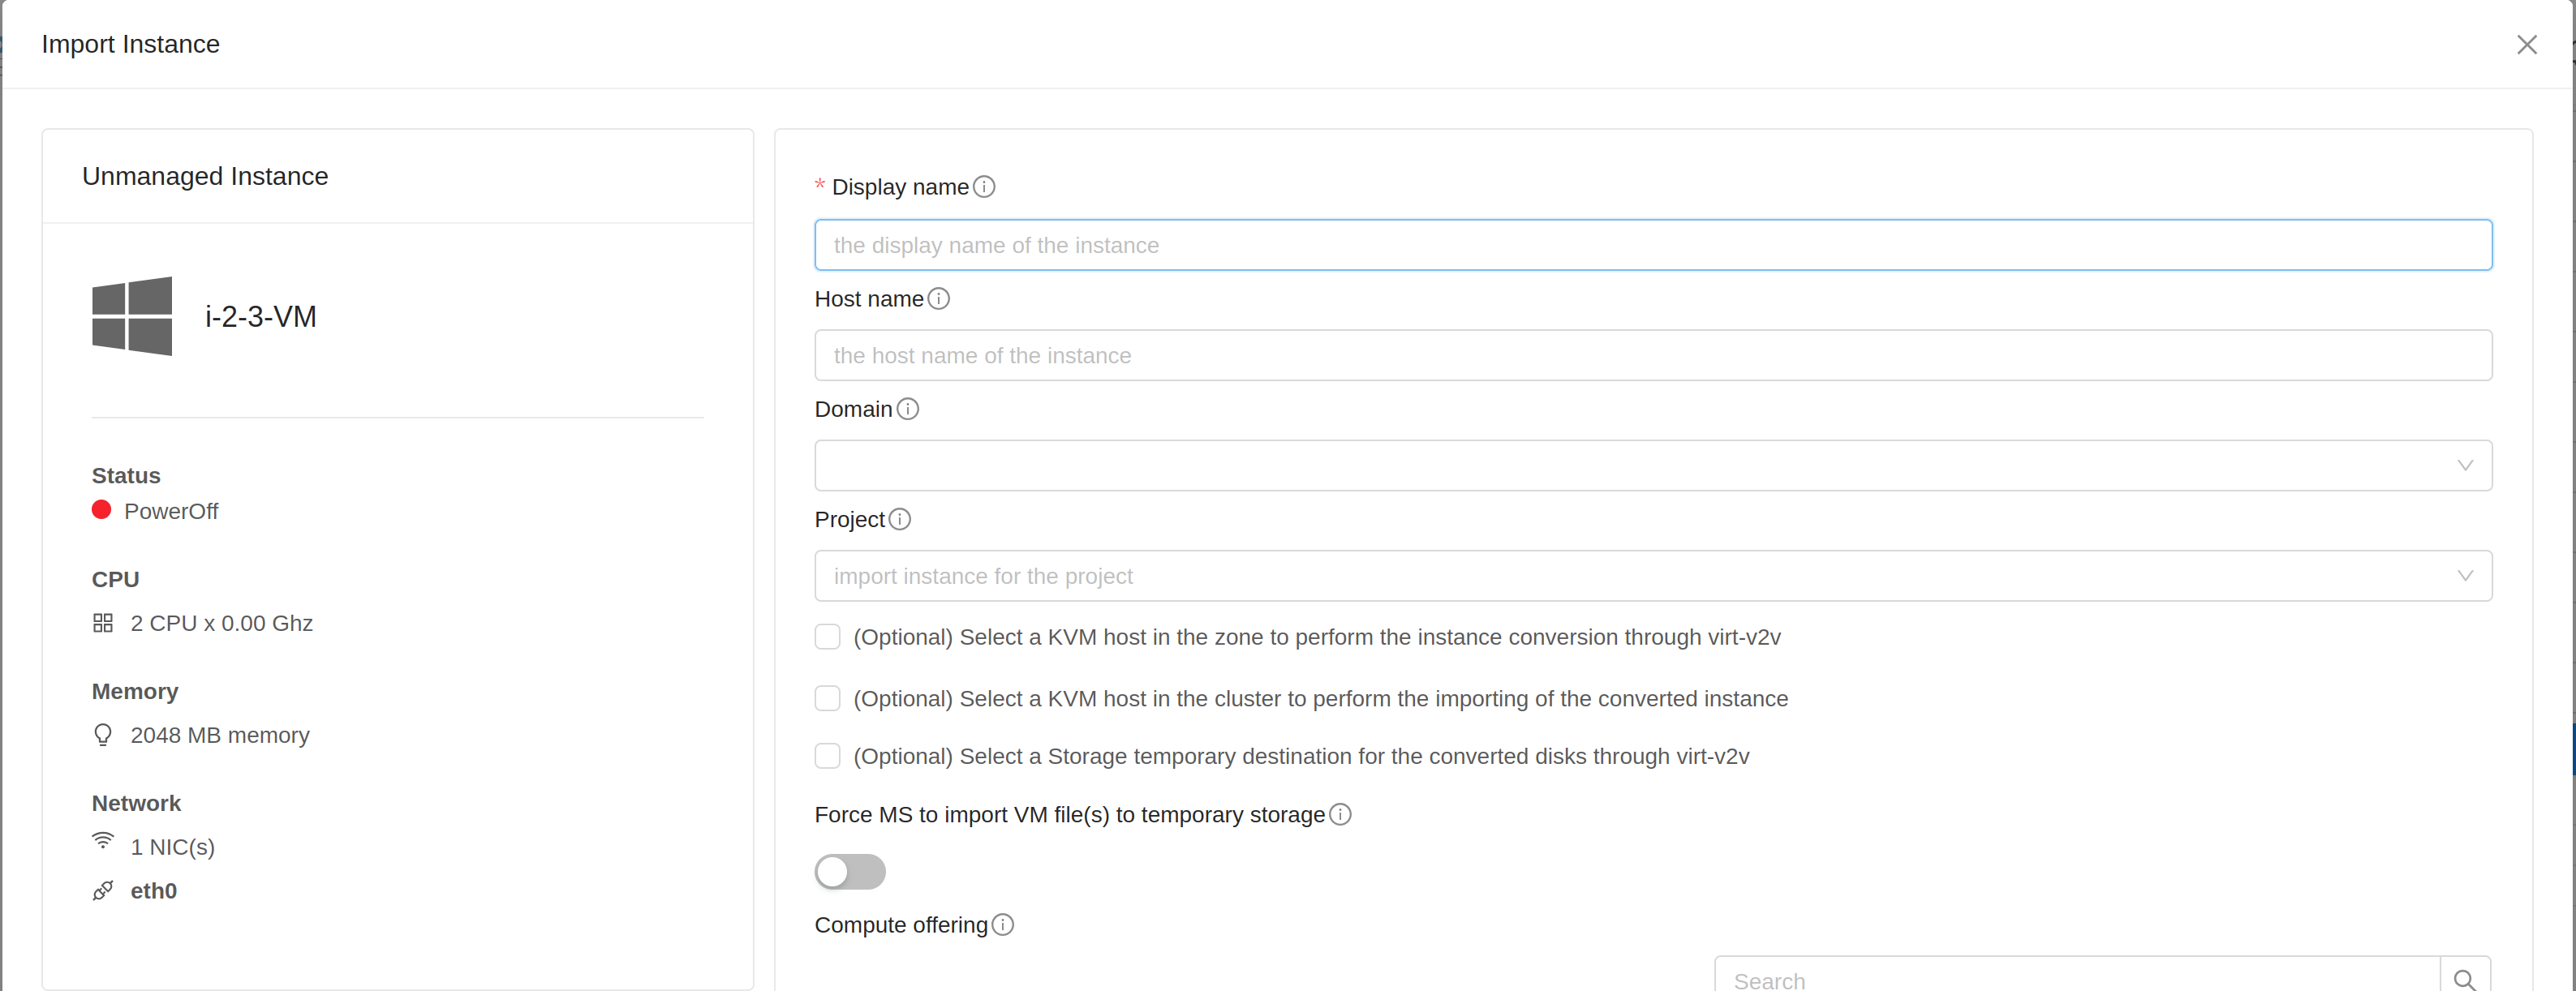 Import Instance
Unmanaged Instance
i-2-3-VM
Status
PowerOff
CPU
2 CPU x 0.00 Ghz
Memory
2048 MB memory
Network
1 NIC(s)
eth0
* Display name
the display name of the instance
Host name
the host name of the instance
Domain
Project
import instance for the project
(Optional) Select a KVM host in the zone to perform the instance conversion through virt-v2v
(Optional) Select a KVM host in the cluster to perform the importing of the converted instance
(Optional) Select a Storage temporary destination for the converted disks through virt-v2v
Force MS to import VM file(s) to temporary storage
Compute offering
Search